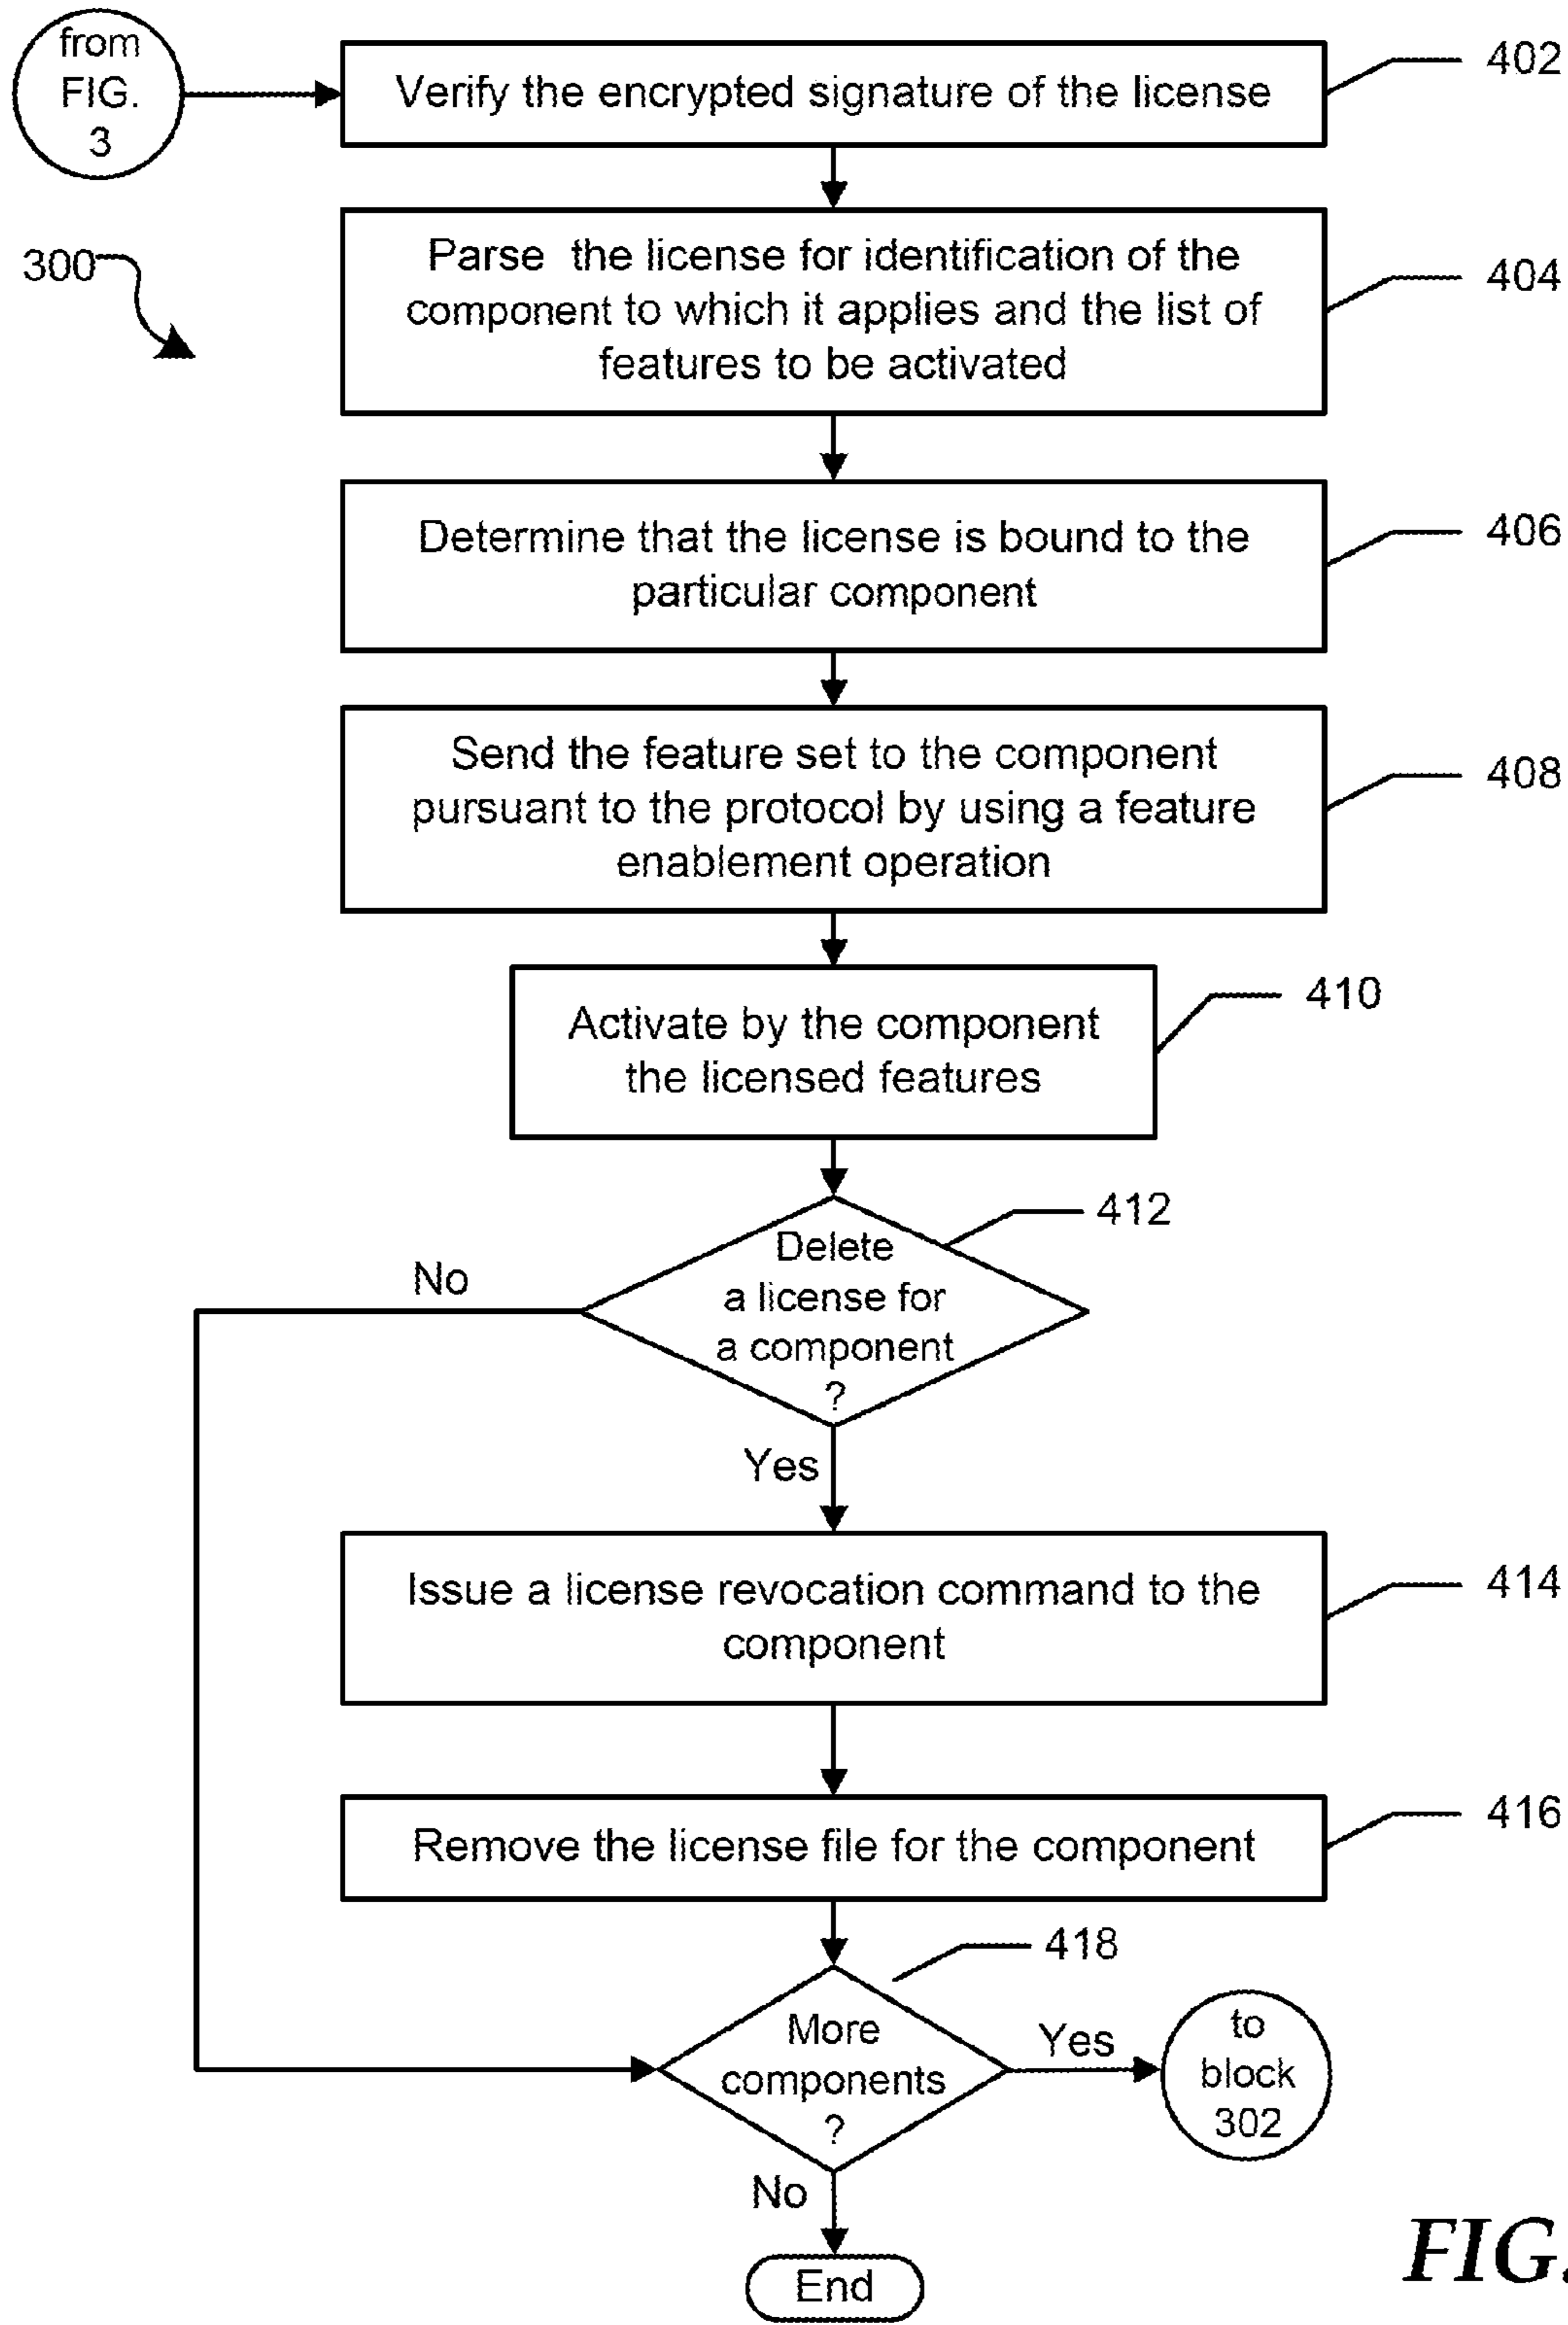 from
FIG.
3
Verify the encrypted signature of the license
402
300
Parse the license for identification of the
component to which it applies and the list of
features to be activated
404
Determine that the license is bound to the
particular component
406
Send the feature set to the component
pursuant to the protocol by using a feature
enablement operation
408
Activate by the component
the licensed features
410
Delete
a license for
a component
?
412
No
Yes
Issue a license revocation command to the
component
414
Remove the license file for the component
416
418
More
components
?
Yes
to
block
302
No
End
FIG.